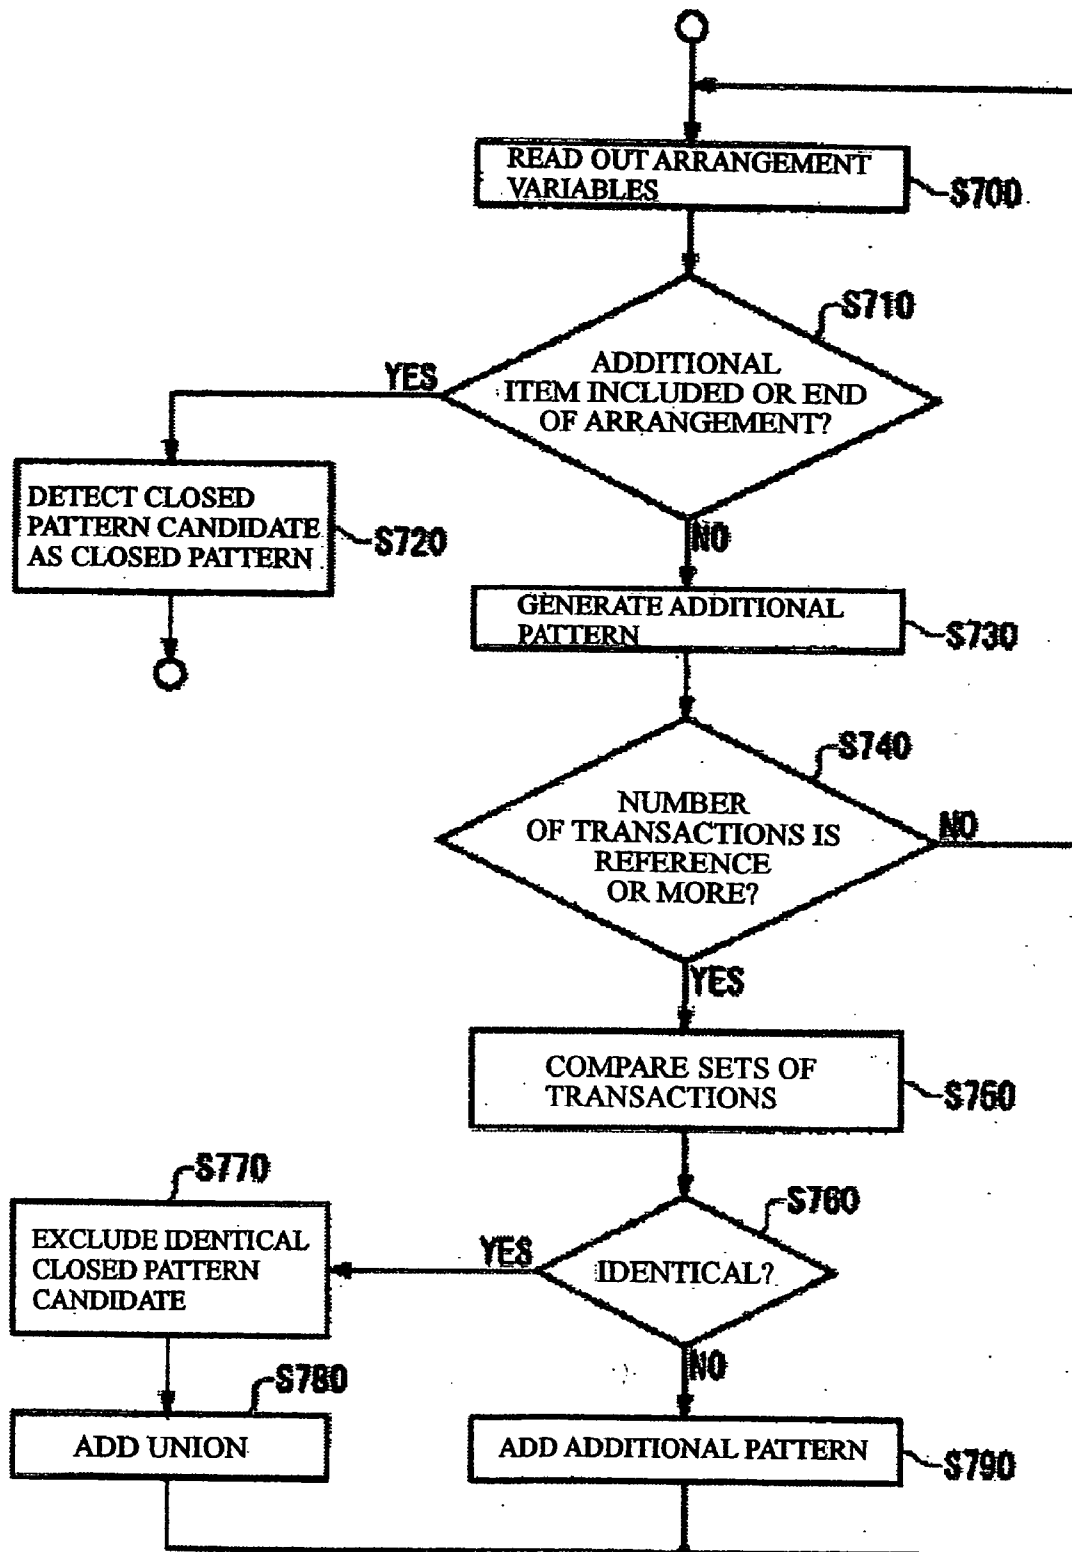 READ OUT ARRANGEMENT
VARIABLES
S700
S710
ADDITIONAL
ITEM INCLUDED OR END
OF ARRANGEMENT?
YES
DETECT CLOSED
PATTERN CANDIDATE
AS CLOSED PATTERN
S720
NO
GENERATE ADDITIONAL
PATTERN
S730
S740
NUMBER
OF TRANSACTIONS IS
REFERENCE
OR MORE?
NO
YES
COMPARE SETS OF
TRANSACTIONS
S750
S770
EXCLUDE IDENTICAL
CLOSED PATTERN
CANDIDATE
YES
S760
IDENTICAL?
NO
S780
ADD UNION
ADD ADDITIONAL PATTERN
S790